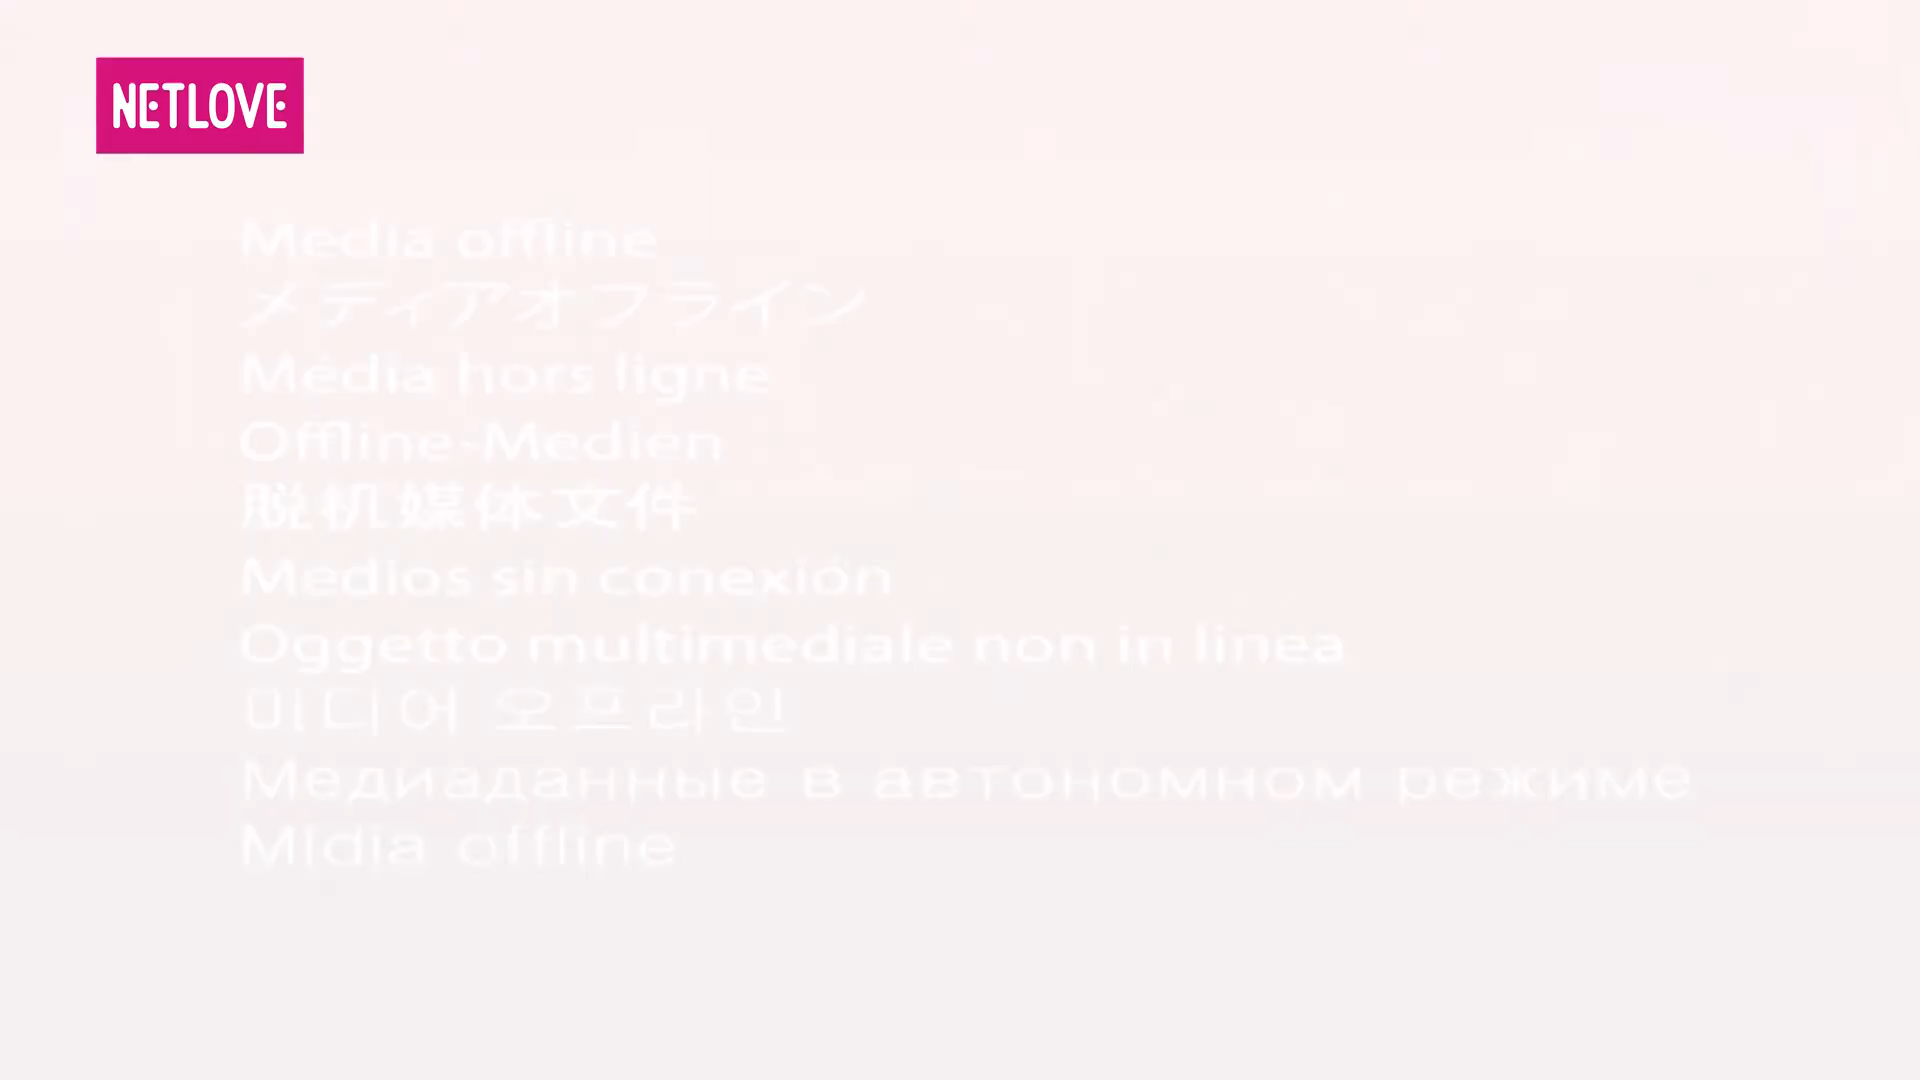 NETLOVE
Media offline
メディアオフライン
Média hors ligne
Offline-Medien
脱机媒体文件
Medios sin conexión
Oggetto multimediale non in linea
미디어 오프라인
Медиаданные в автономном режиме
Mídia offline